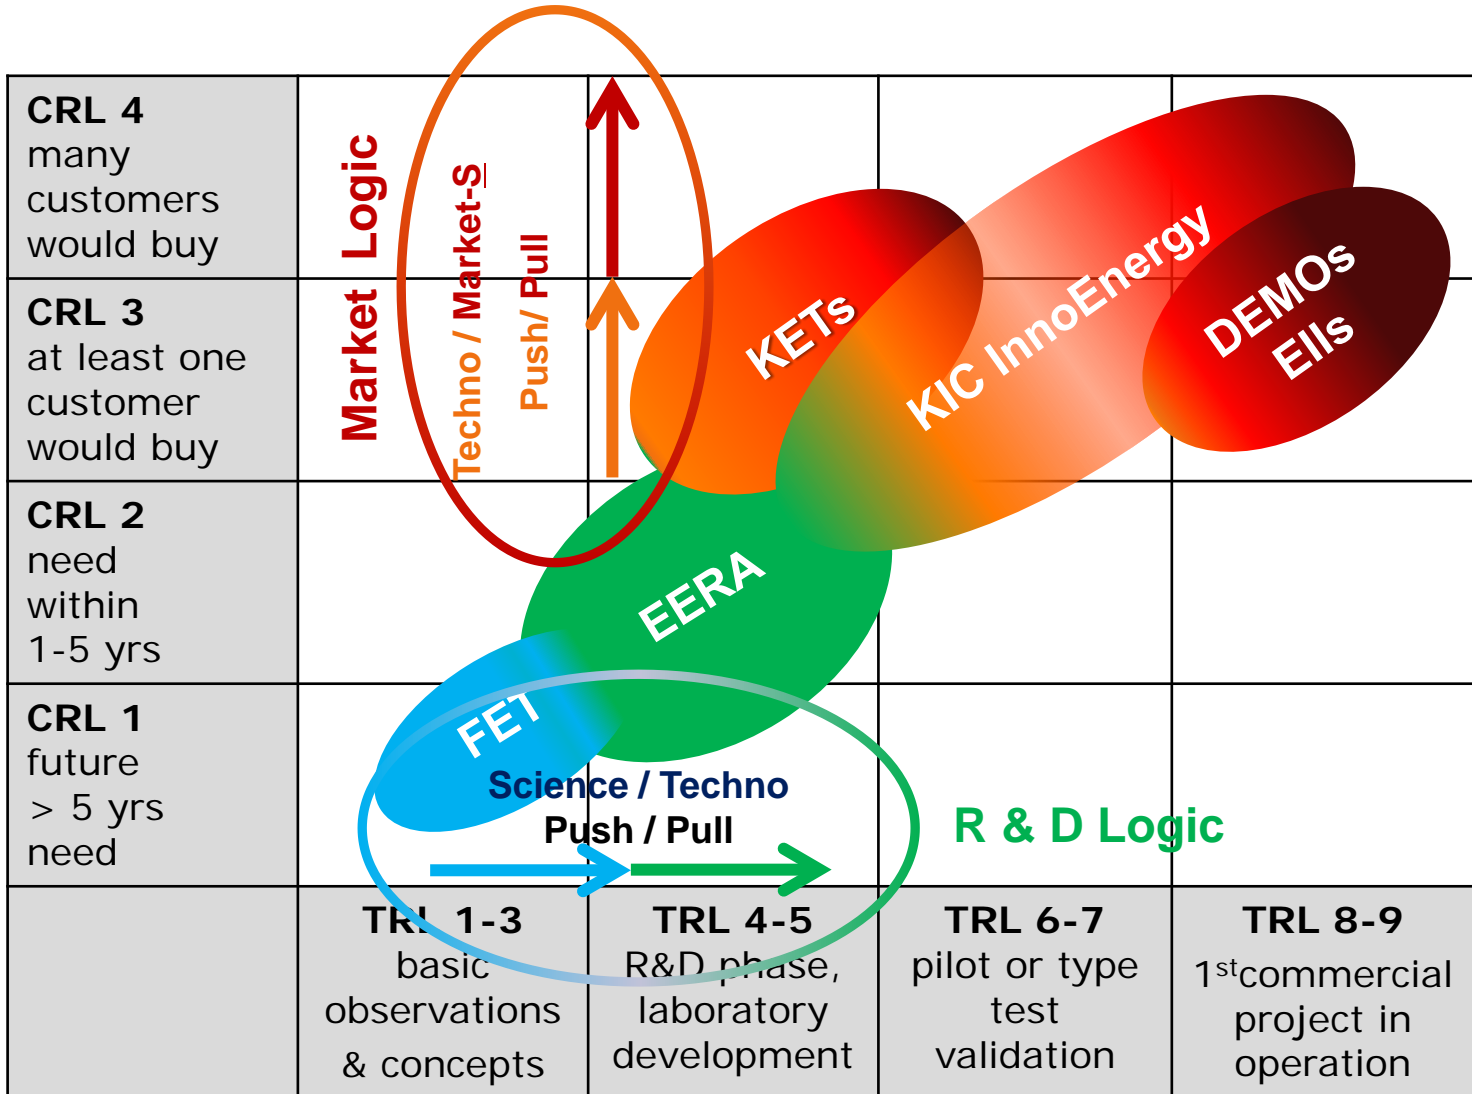 CRL 4
many
customers
would buy
Market Logic
Techno / Market-S
Push/ Pull
CRL 3
at least one
customer
would buy
KETs
KIC InnoEnergy
DEMOs
EIIs
CRL 2
need
within
1-5 yrs
EERA
CRL 1
future
> 5 yrs
need
FET
Science / Techno
Push / Pull
R & D Logic
TRL 1-3
basic
observations
& concepts
TRL 4-5
R&D phase,
laboratory
development
TRL 6-7
pilot or type
test
validation
TRL 8-9
1stcommercial
project in
operation